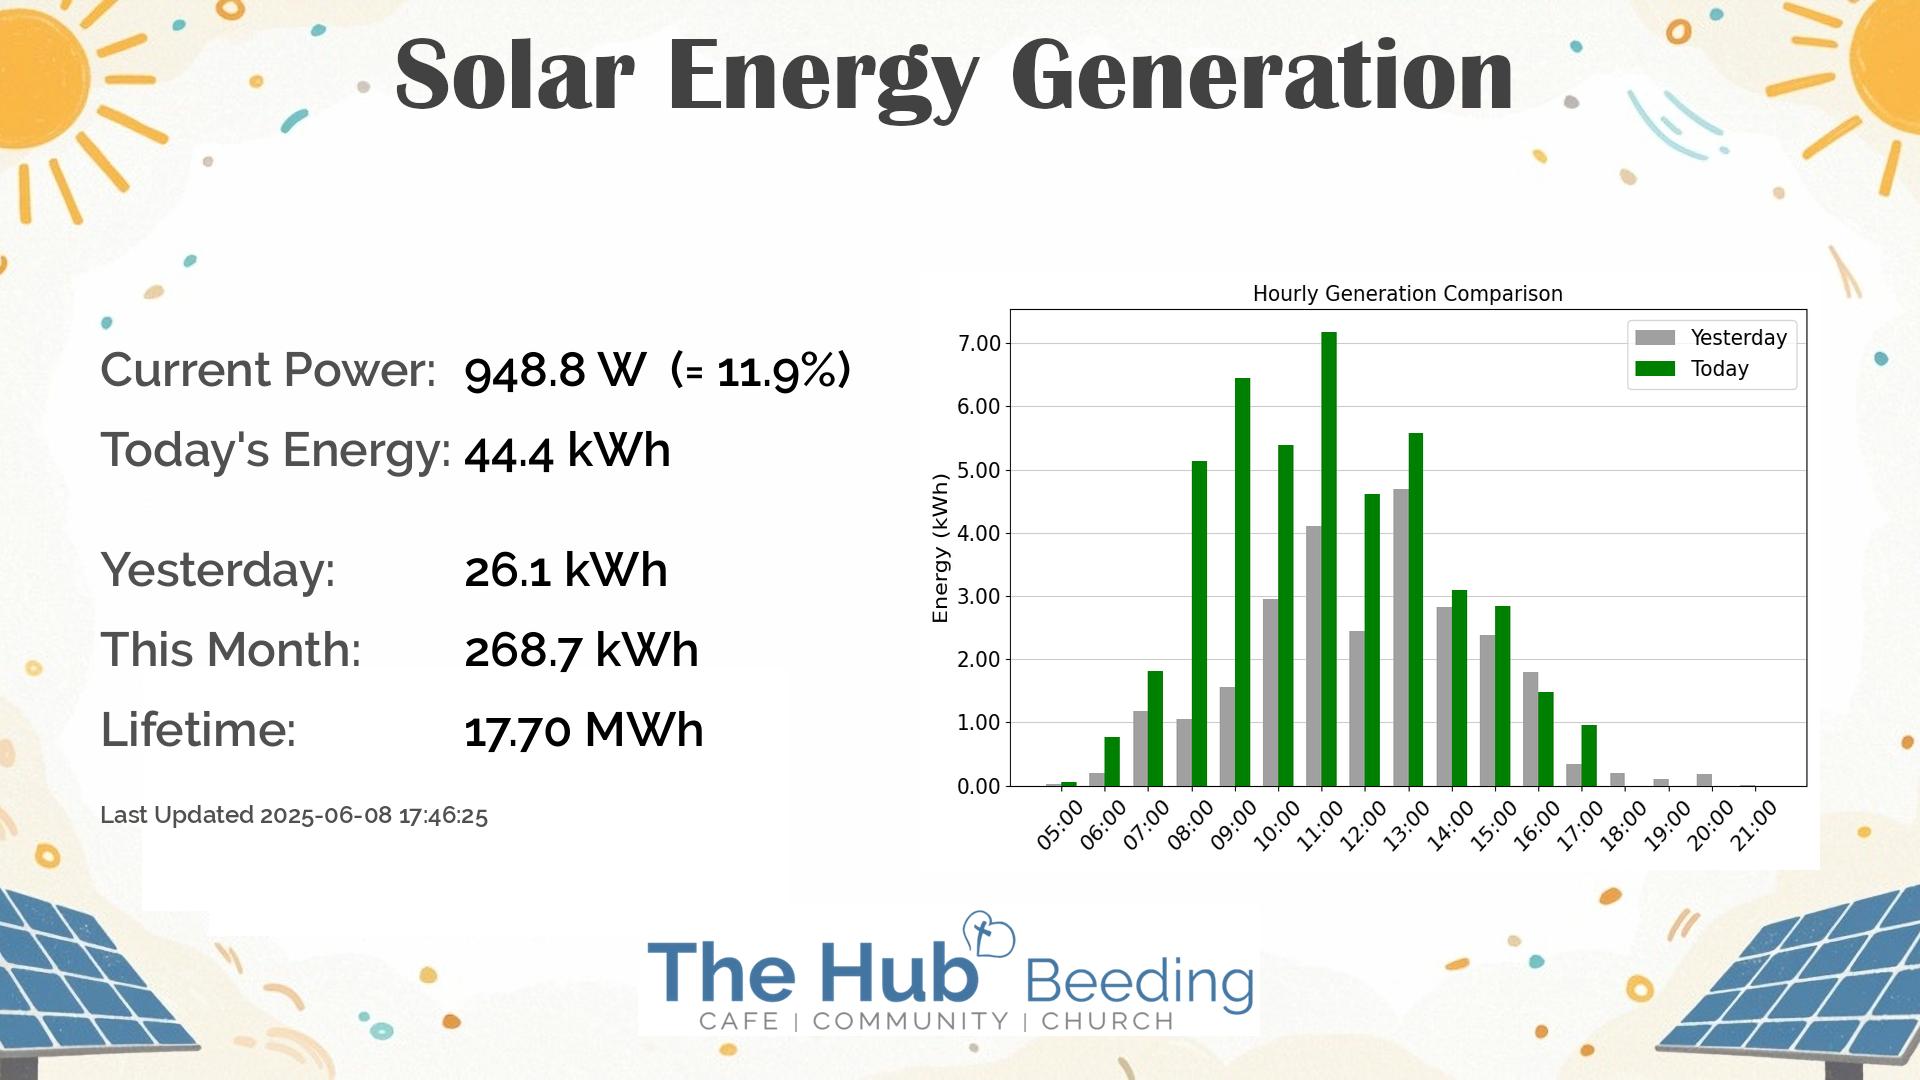 Solar Energy Generation
Current Power: 948.8 W (= 11.9%)
Today's Energy: 44.4 kWh
Yesterday: 26.1 kWh
This Month: 268.7 kWh
Lifetime: 17.70 MWh
Last Updated 2025-06-08 17:46:25
Hourly Generation Comparison
Yesterday
Today
Energy (kWh)
7.00
6.00
5.00
4.00
3.00
2.00
1.00
0.00
05:00 06:00 07:00 08:00 09:00 10:00 11:00 12:00 13:00 14:00 15:00 16:00 17:00 18:00 19:00 20:00 21:00
The Hub Beeding
CAFE | COMMUNITY | CHURCH